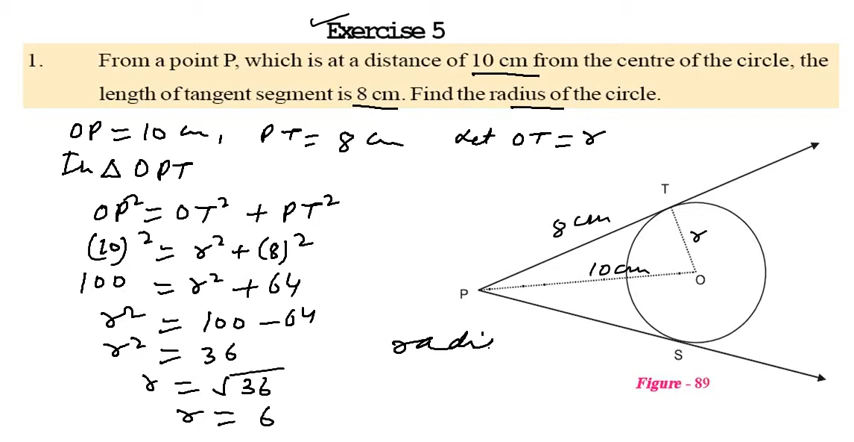 Exercise 5
1. From a point P, which is at a distance of 10 cm from the centre of the circle, the
length of tangent segment is 8 cm. Find the radius of the circle.
OP = 10 cm, PT = 8 cm Let OT = r
In △ OPT
OP² = OT² + PT²
(10)² = r² + (8)²
100 = r² + 64
r² = 100 - 64
r² = 36
r = √36
r = 6
radi
T
8 cm
r
10 cm
P
O
S
Figure - 89